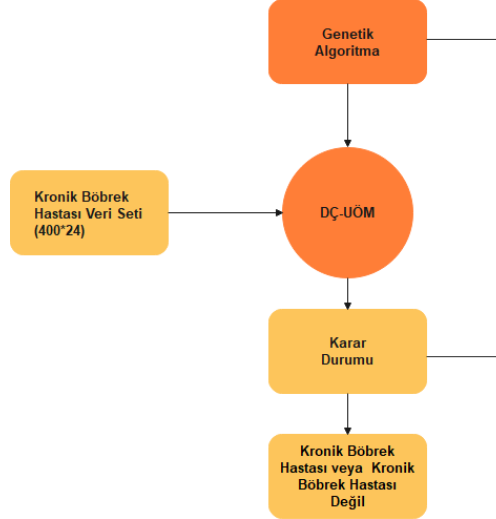 Genetik
Algoritma
Kronik Böbrek
Hastası Veri Seti
(400*24)
DÇ-UÖM
Karar
Durumu
Kronik Böbrek
Hastası veya Kronik
Böbrek Hastası
Değil